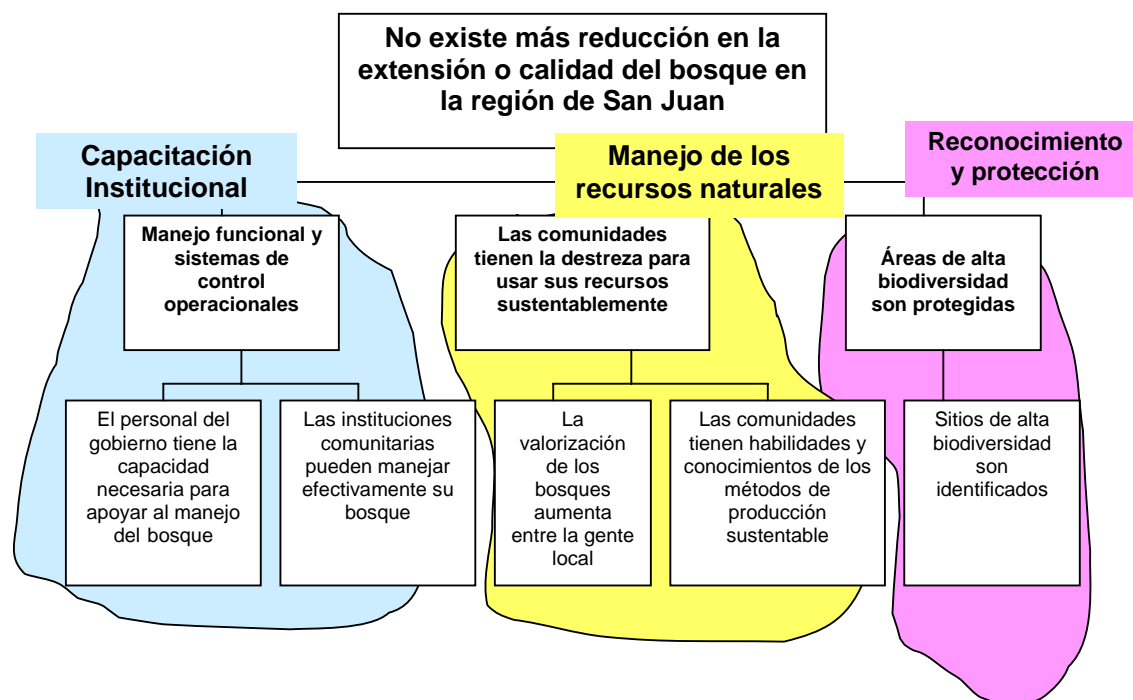 No existe más reducción en la
extensión o calidad del bosque en
la región de San Juan
Capacitación
Institucional
Manejo de los
recursos naturales
Reconocimiento
y protección
Manejo funcional y
sistemas de
control
operacionales
Las comunidades
tienen la destreza para
usar sus recursos
sustentablemente
Áreas de alta
biodiversidad
son protegidas
El personal del
gobierno tiene la
capacidad
necesaria para
apoyar al manejo
del bosque
Las instituciones
comunitarias
pueden manejar
efectivamente su
bosque
La
valorización
de los
bosques
aumenta
entre la gente
local
Las comunidades
tienen habilidades y
conocimientos de los
métodos de
producción
sustentable
Sitios de alta
biodiversidad
son
identificados